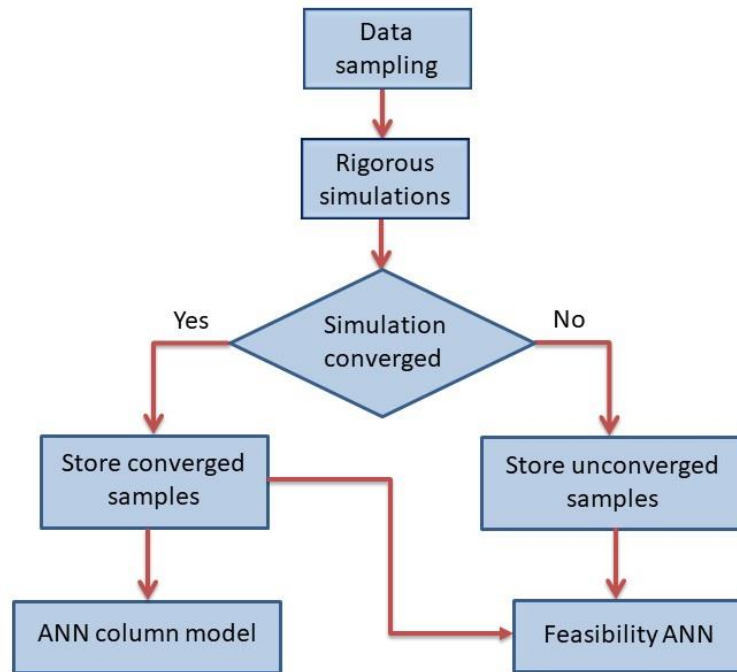 Data
sampling
Rigorous
simulations
Yes
Simulation
converged
No
Store converged
samples
Store unconverged
samples
ANN column model
Feasibility ANN